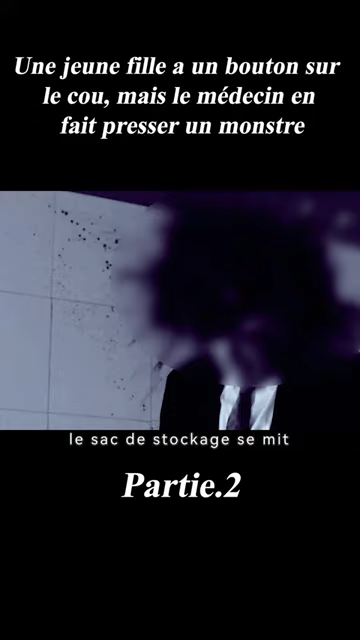 Une jeune fille a un bouton sur
le cou, mais le médecin en
fait presser un monstre
le sac de stockage se mit
Partie.2